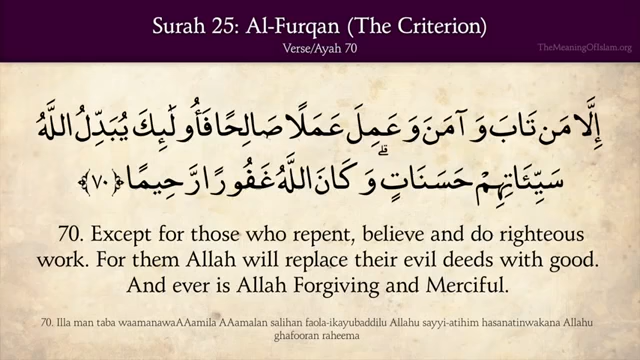 Surah 25: Al-Furqan (The Criterion)
Verse/Ayah 70
TheMeaningOfIslam.org
إِلَّا مَن تَابَ وَآمَنَ وَعَمِلَ عَمَلًا صَالِحًا فَأُولَٰئِكَ يُبَدِّلُ اللَّهُ
سَيِّئَاتِهِمْ حَسَنَاتٍ ۗ وَكَانَ اللَّهُ غَفُورًا رَّحِيمًا ﴿٧٠﴾
70. Except for those who repent, believe and do righteous
work. For them Allah will replace their evil deeds with good.
And ever is Allah Forgiving and Merciful.
70. Illa man taba waamanawaAAamila AAamalan salihan faola-ikayubaddilu Allahu sayyi-atihim hasanatinwakana Allahu
ghafooran raheema